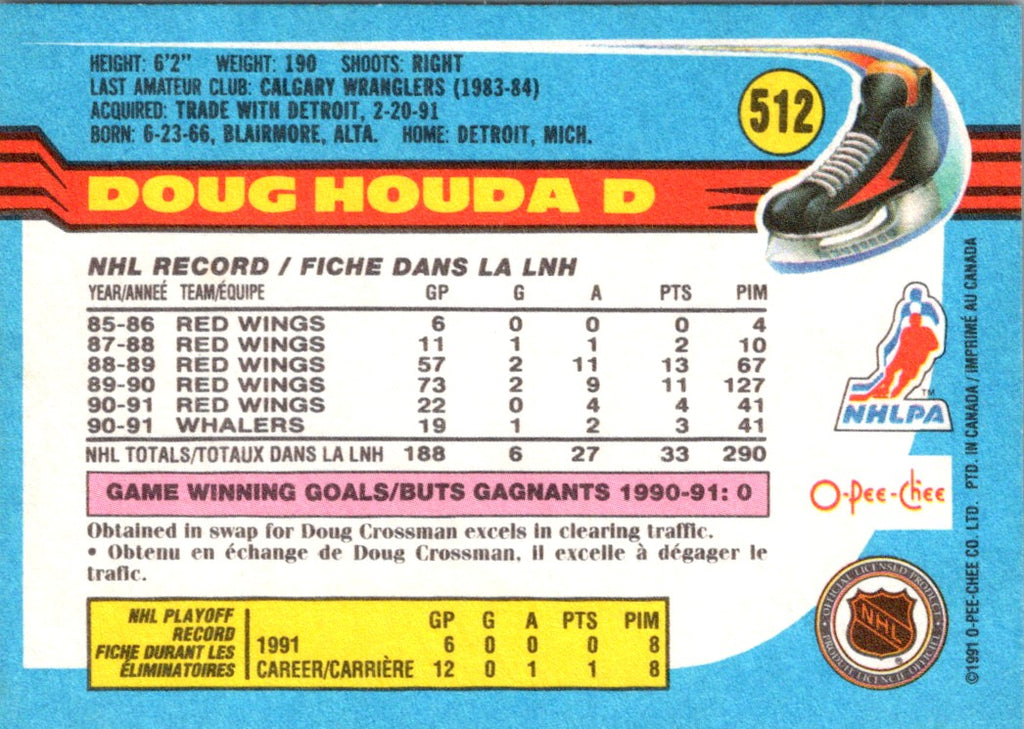 HEIGHT: 6'2" WEIGHT: 190 SHOOTS: RIGHT
LAST AMATEUR CLUB: CALGARY WRANGLERS (1983-84)
ACQUIRED: TRADE WITH DETROIT, 2-20-91
BORN: 6-23-66, BLAIRMORE, ALTA. HOME: DETROIT, MICH.
512
DOUG HOUDA D
NHL RECORD / FICHE DANS LA LNH
YEAR/ANNEÉ TEAM/ÉQUIPE GP G A PTS PIM
85-86 RED WINGS 6 0 0 0 4
87-88 RED WINGS 11 1 1 2 10
88-89 RED WINGS 57 2 11 13 67
89-90 RED WINGS 73 2 9 11 127
90-91 RED WINGS 22 0 4 4 41
90-91 WHALERS 19 1 2 3 41
NHL TOTALS/TOTAUX DANS LA LNH 188 6 27 33 290
GAME WINNING GOALS/BUTS GAGNANTS 1990-91: 0
Obtained in swap for Doug Crossman excels in clearing traffic.
• Obtenu en échange de Doug Crossman, il excelle à dégager le
trafic.
NHL PLAYOFF
RECORD
FICHE DURANT LES
ÉLIMINATOIRES
GP G A PTS PIM
1991 6 0 0 0 8
CAREER/CARRIÈRE 12 0 1 1 8
NHLPA
TM
O-Pee-Chee
OFFICIAL LICENSED PRODUCT
NHL
®
PRODUIT LICENCIÉ OFFICIEL
©1991 O-PEE-CHEE CO. LTD. PTD. IN CANADA / IMPRIMÉ AU CANADA